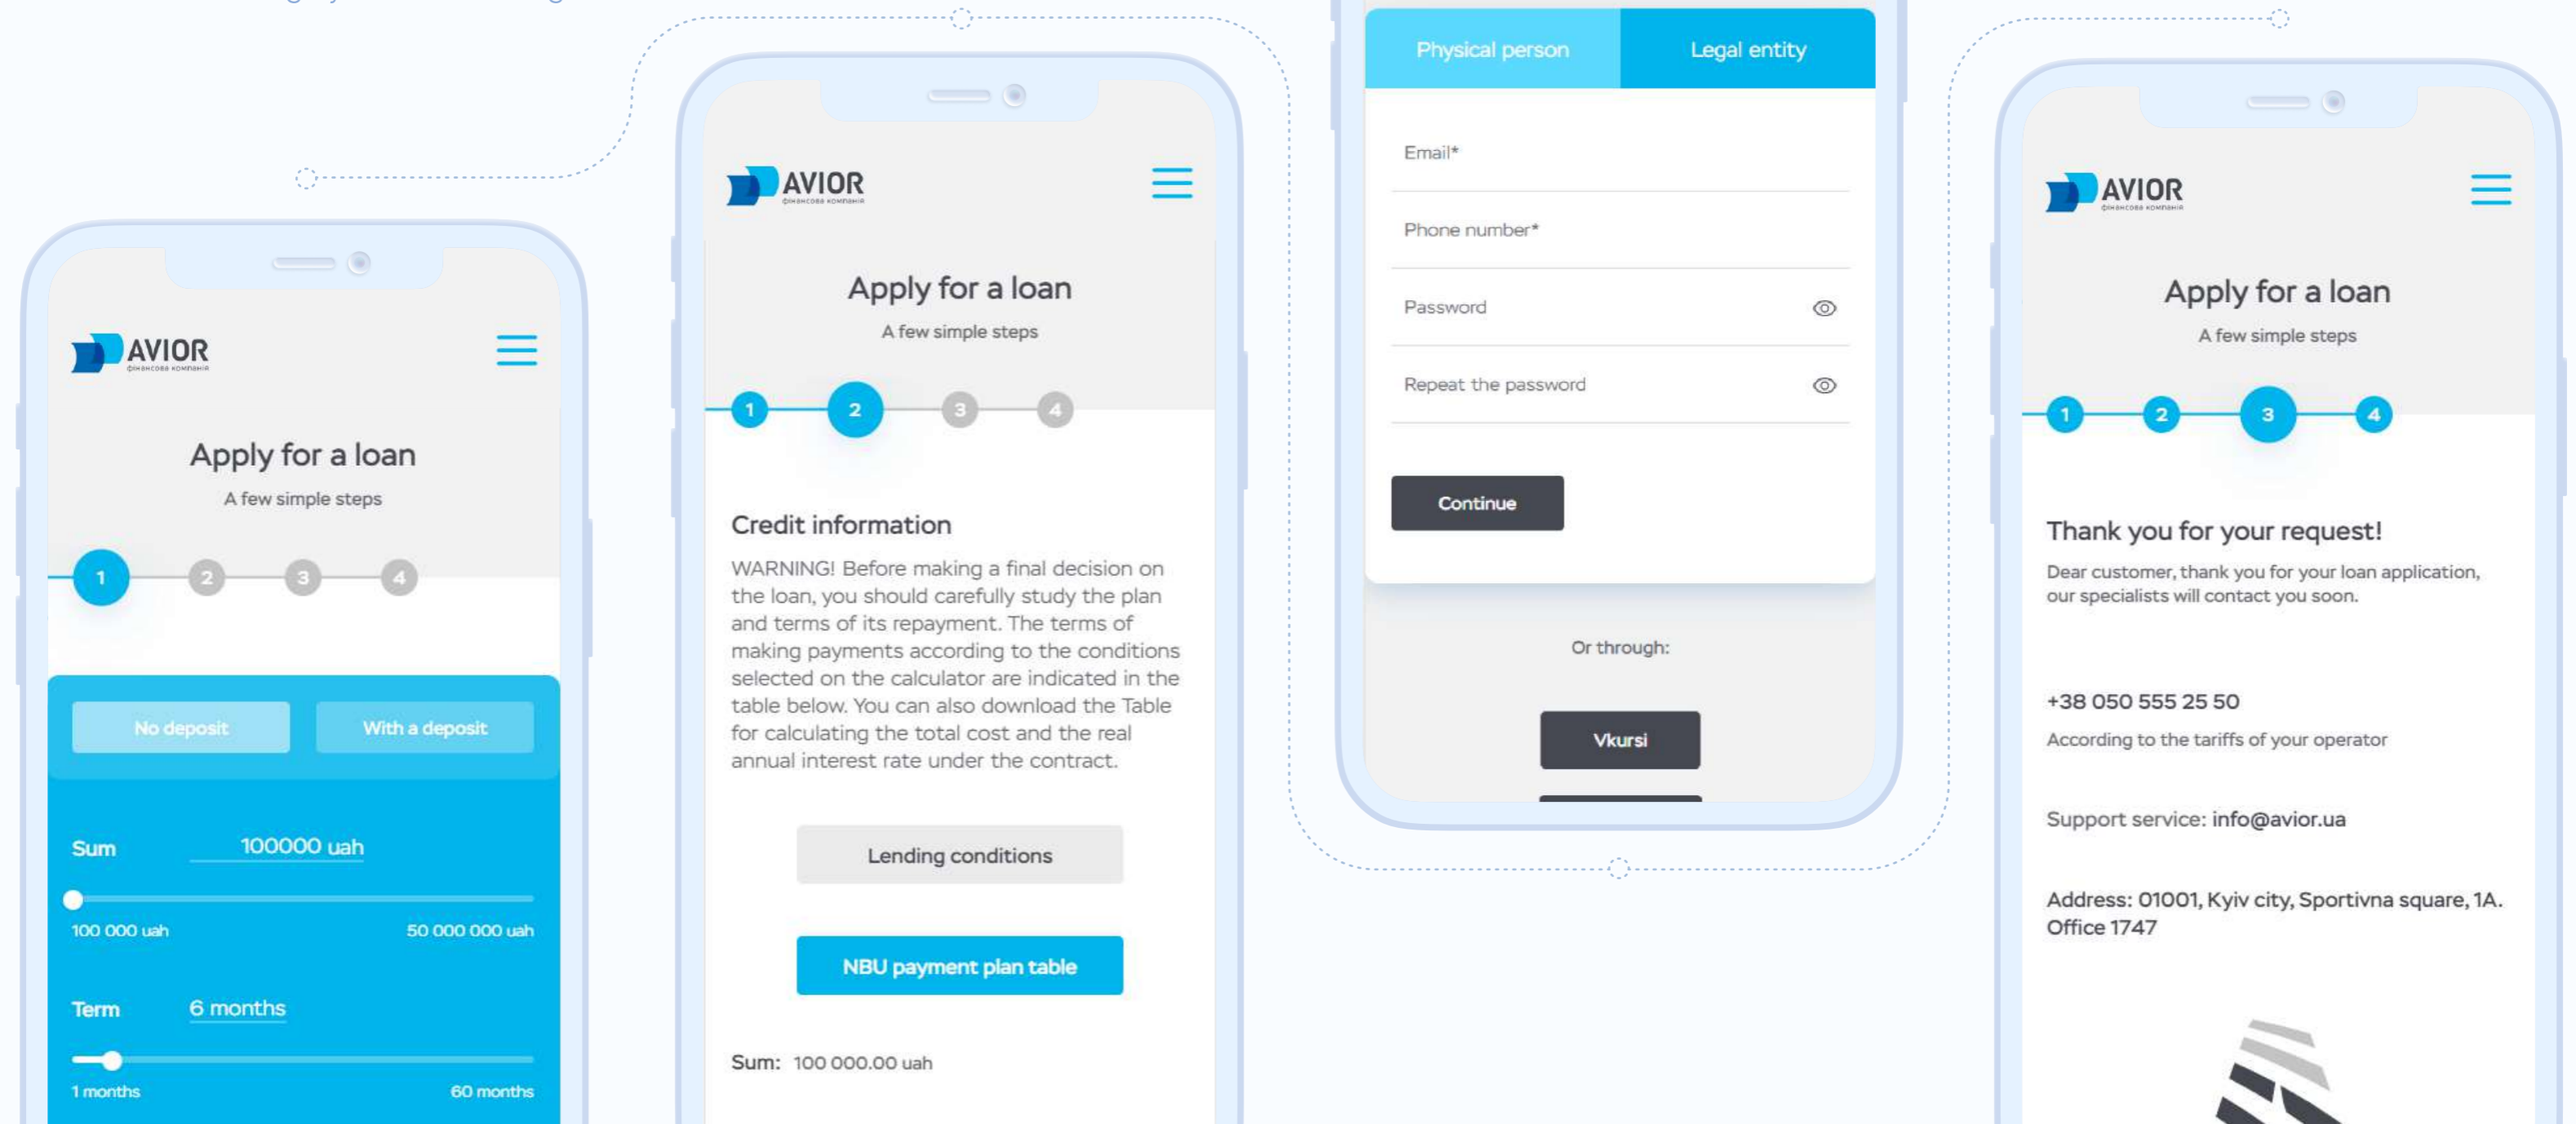 AVIOR
фінансова компанія
Apply for a loan
A few simple steps
1 2 3 4
No deposit With a deposit
Sum 100000 uah
100 000 uah 50 000 000 uah
Term 6 months
1 months 60 months
AVIOR
фінансова компанія
Apply for a loan
A few simple steps
1 2 3 4
Credit information
WARNING! Before making a final decision on
the loan, you should carefully study the plan
and terms of its repayment. The terms of
making payments according to the conditions
selected on the calculator are indicated in the
table below. You can also download the Table
for calculating the total cost and the real
annual interest rate under the contract.
Lending conditions
NBU payment plan table
Sum: 100 000.00 uah
Physical person Legal entity
Email*
Phone number*
Password
Repeat the password
Continue
Or through:
Vkursi
AVIOR
фінансова компанія
Apply for a loan
A few simple steps
1 2 3 4
Thank you for your request!
Dear customer, thank you for your loan application,
our specialists will contact you soon.
+38 050 555 25 50
According to the tariffs of your operator
Support service: info@avior.ua
Address: 01001, Kyiv city, Sportivna square, 1A.
Office 1747